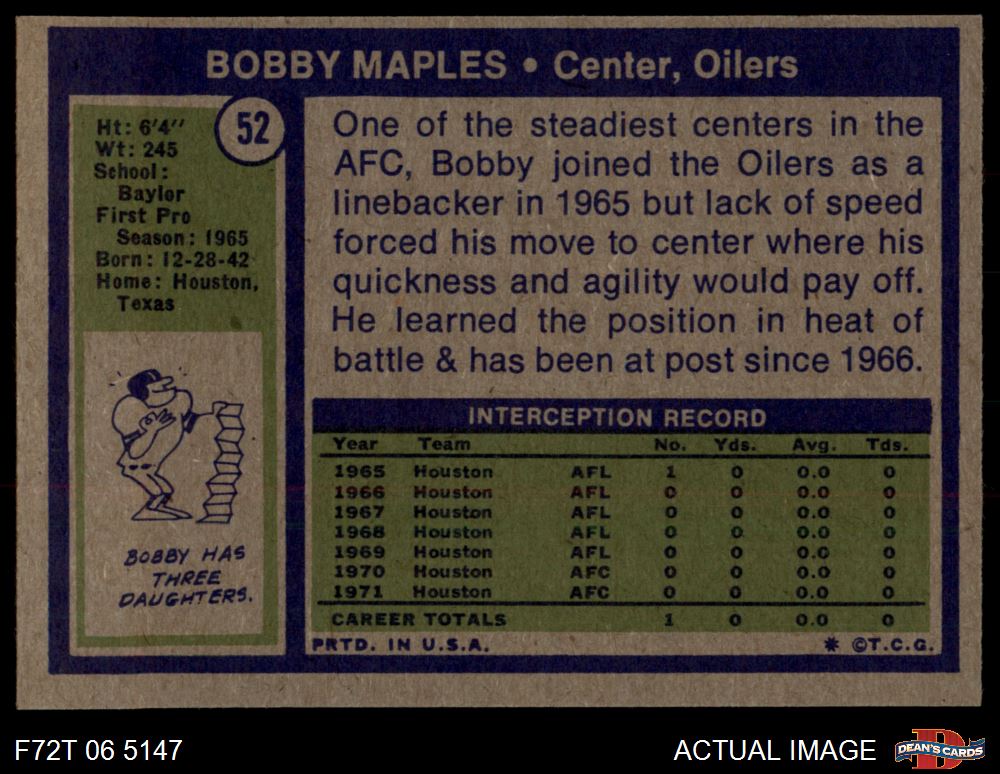 BOBBY MAPLES • Center, Oilers
52
Ht: 6'4''
Wt: 245
School:
Baylor
First Pro
Season: 1965
Born: 12-28-42
Home: Houston,
Texas
BOBBY HAS
THREE
DAUGHTERS.
One of the steadiest centers in the
AFC, Bobby joined the Oilers as a
linebacker in 1965 but lack of speed
forced his move to center where his
quickness and agility would pay off.
He learned the position in heat of
battle & has been at post since 1966.
INTERCEPTION RECORD
Year Team No. Yds. Avg. Tds.
1965 Houston AFL 1 0 0.0 0
1966 Houston AFL 0 0 0.0 0
1967 Houston AFL 0 0 0.0 0
1968 Houston AFL 0 0 0.0 0
1969 Houston AFL 0 0 0.0 0
1970 Houston AFC 0 0 0.0 0
1971 Houston AFC 0 0 0.0 0
CAREER TOTALS 1 0 0.0 0
PRTD. IN U.S.A. * ©T.C.G.
F72T 06 5147 ACTUAL IMAGE
D
DEAN'S CARDS